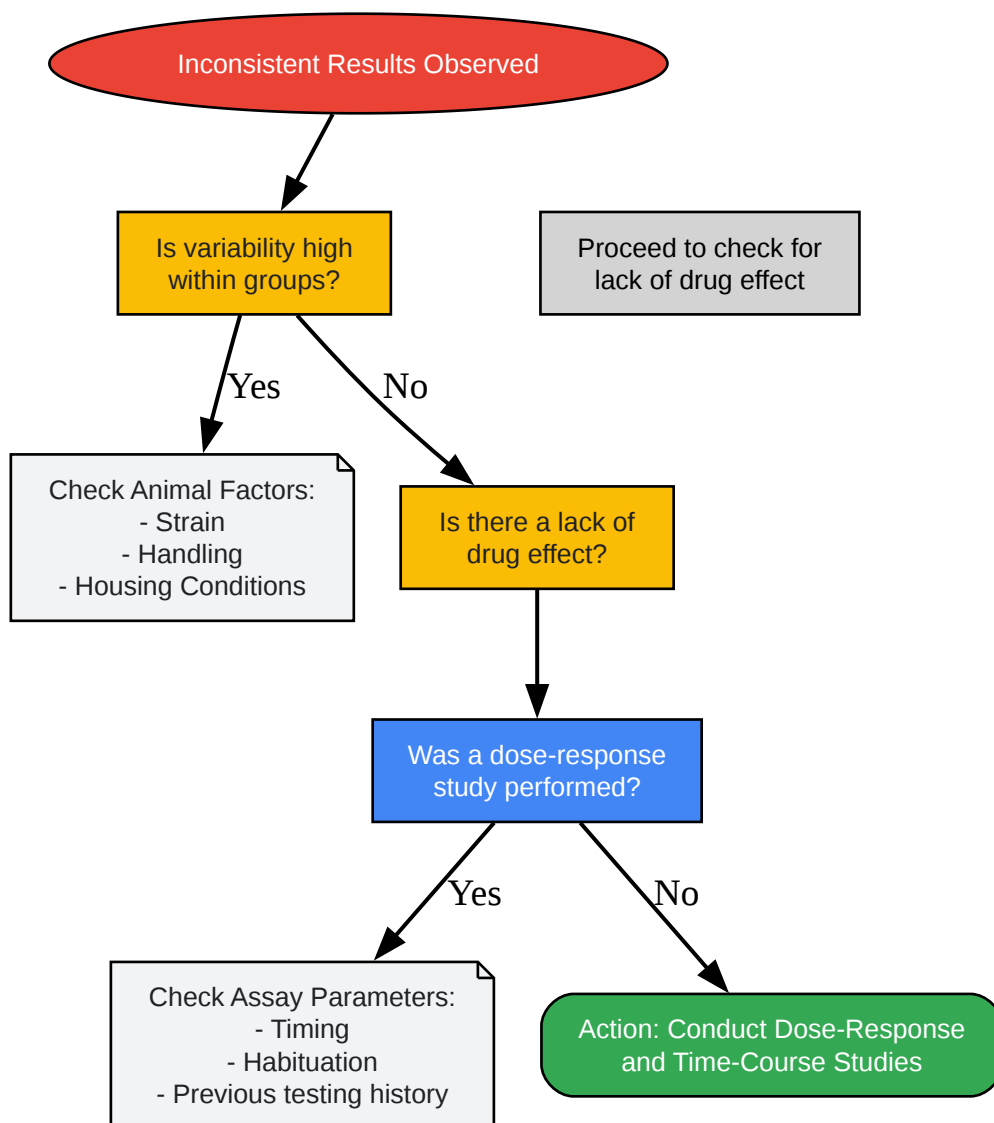 Inconsistent Results Observed
Is variability high
within groups?
Proceed to check for
lack of drug effect
Yes
No
Check Animal Factors:
- Strain
- Handling
- Housing Conditions
Is there a lack of
drug effect?
Was a dose-response
study performed?
Yes
No
Check Assay Parameters:
- Timing
- Habituation
- Previous testing history
Action: Conduct Dose-Response
and Time-Course Studies